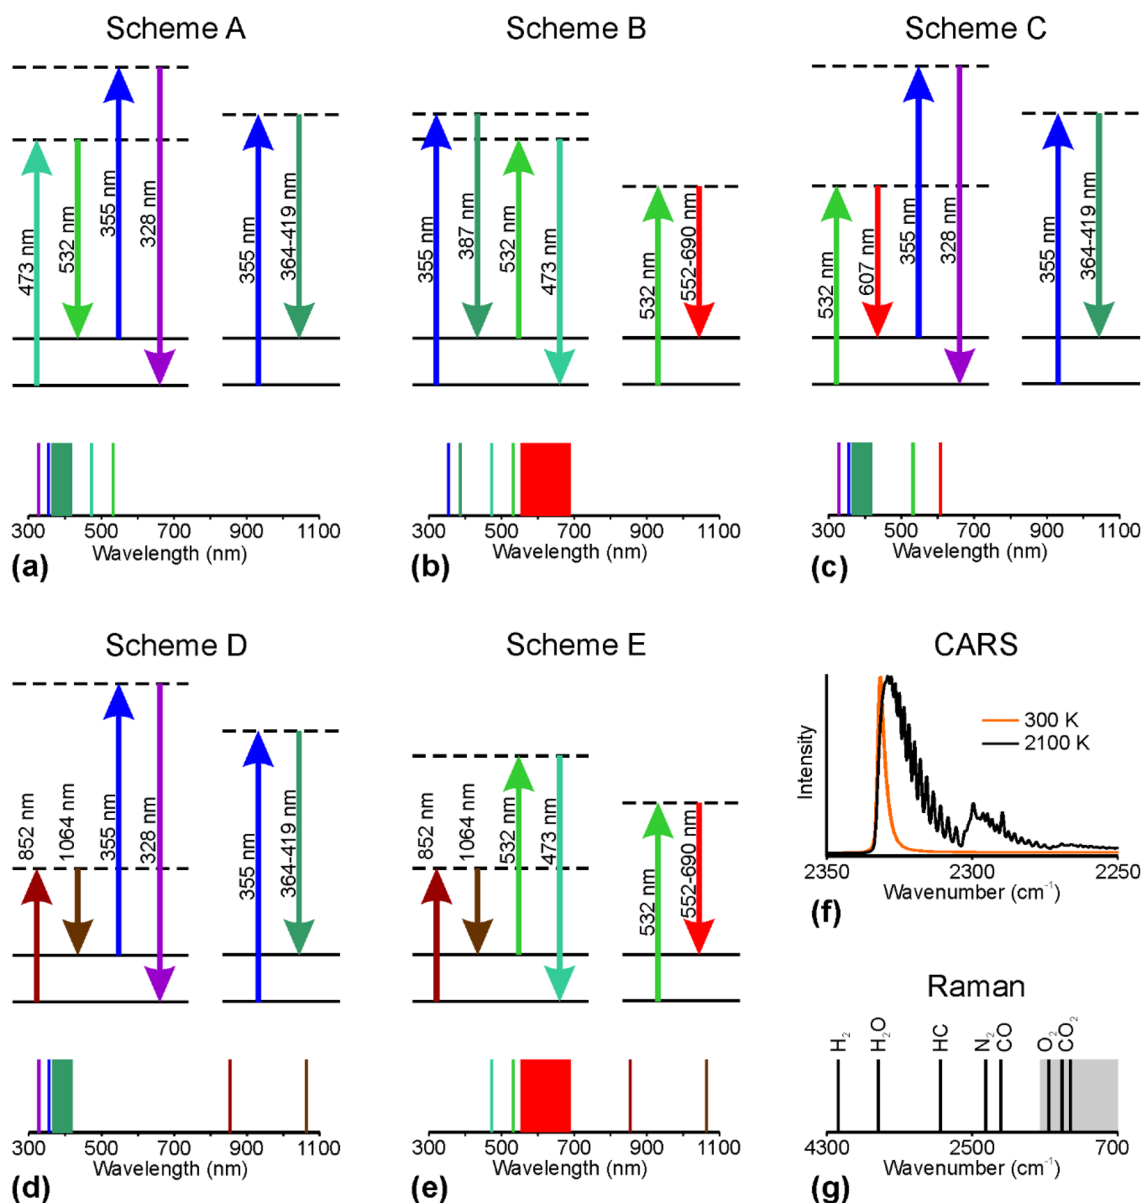 Scheme A
473 nm
532 nm
355 nm
328 nm
355 nm
364-419 nm
300 500 700 900 1100
Wavelength (nm)
(a)
Scheme B
355 nm
387 nm
532 nm
473 nm
532 nm
552-690 nm
300 500 700 900 1100
Wavelength (nm)
(b)
Scheme C
532 nm
607 nm
355 nm
328 nm
355 nm
364-419 nm
300 500 700 900 1100
Wavelength (nm)
(c)
Scheme D
852 nm
1064 nm
355 nm
328 nm
355 nm
364-419 nm
300 500 700 900 1100
Wavelength (nm)
(d)
Scheme E
852 nm
1064 nm
532 nm
473 nm
532 nm
552-690 nm
300 500 700 900 1100
Wavelength (nm)
(e)
CARS
Intensity
300 K
2100 K
2350 2300 2250
Wavenumber (cm⁻¹)
(f)
Raman
H₂
H₂O
HC
N₂
CO
O₂
CO₂
4300 2500 700
Wavenumber (cm⁻¹)
(g)